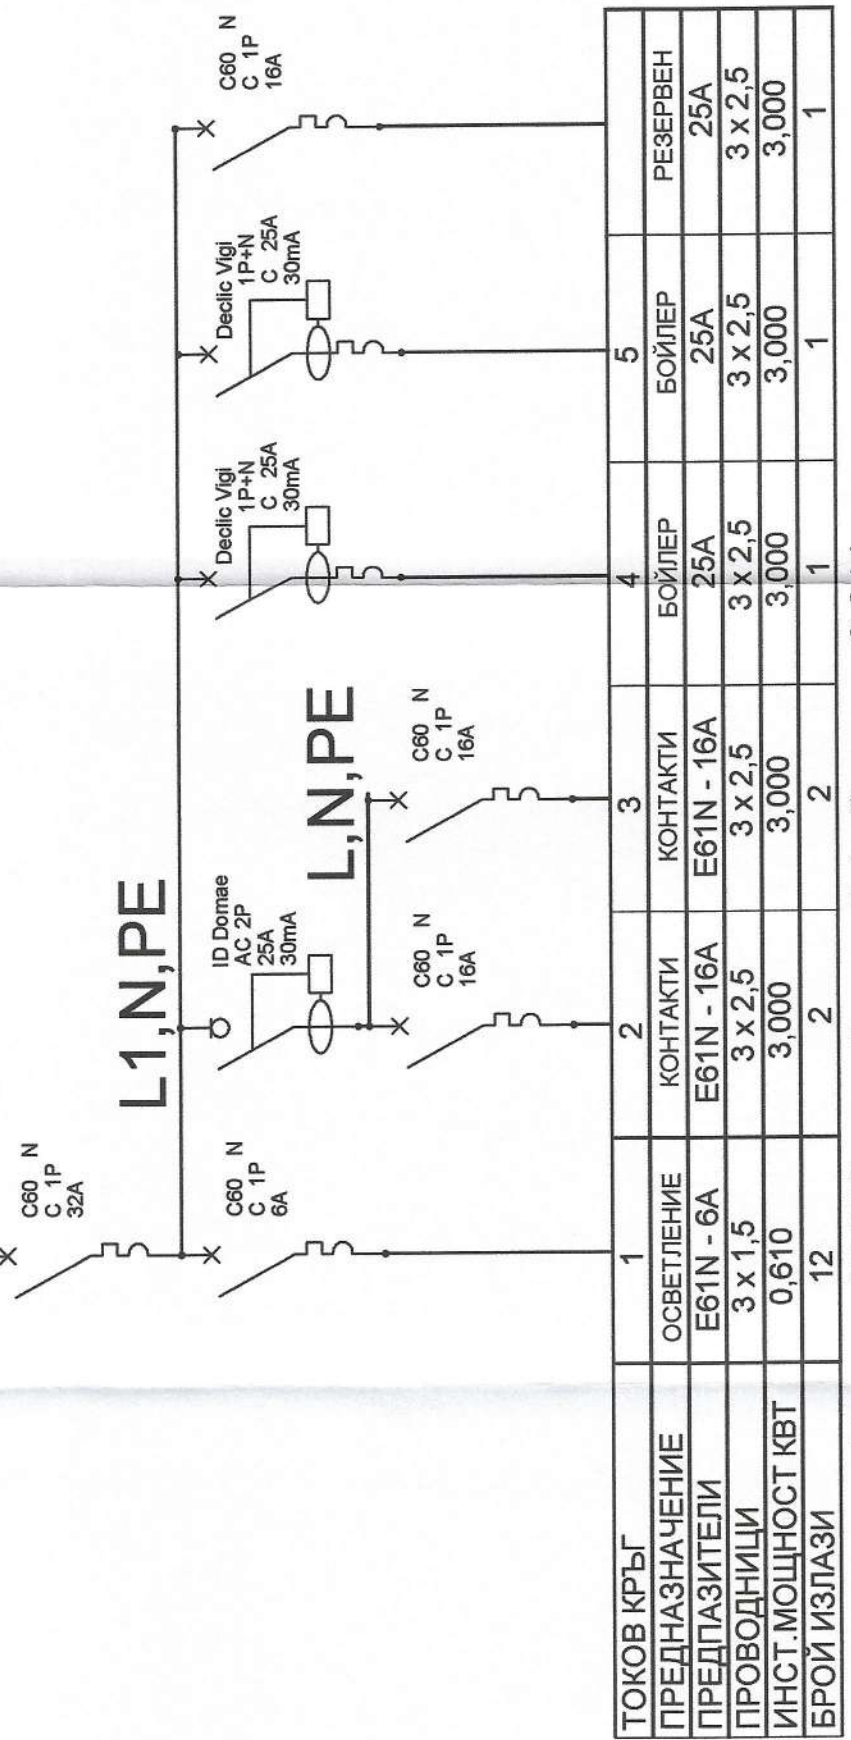 C60 N
C 1P
32A
L1,N,PE
C60 N
C 1P
6A
ID Domae
AC 2P
25A
30mA
L,N,PE
C60 N
C 1P
16A
C60 N
C 1P
16A
Declic Vigi
1P+N
C 25A
30mA
Declic Vigi
1P+N
C 25A
30mA
C60 N
C 1P
16A
ТОКОВ КРЪГ 1 2 3 4 5
ПРЕДНАЗНАЧЕНИЕ ОСВЕТЛЕНИЕ КОНТАКТИ КОНТАКТИ БОЙЛЕР БОЙЛЕР РЕЗЕРВЕН
ПРЕДПАЗИТЕЛИ E61N - 6A E61N - 16A E61N - 16A 25A 25A 25A
ПРОВОДНИЦИ 3 x 1,5 3 x 2,5 3 x 2,5 3 x 2,5 3 x 2,5 3 x 2,5
ИНСТ.МОЩНОСТ КВТ 0,610 3,000 3,000 3,000 3,000 3,000
БРОЙ ИЗЛАЗИ 12 2 2 1 1 1